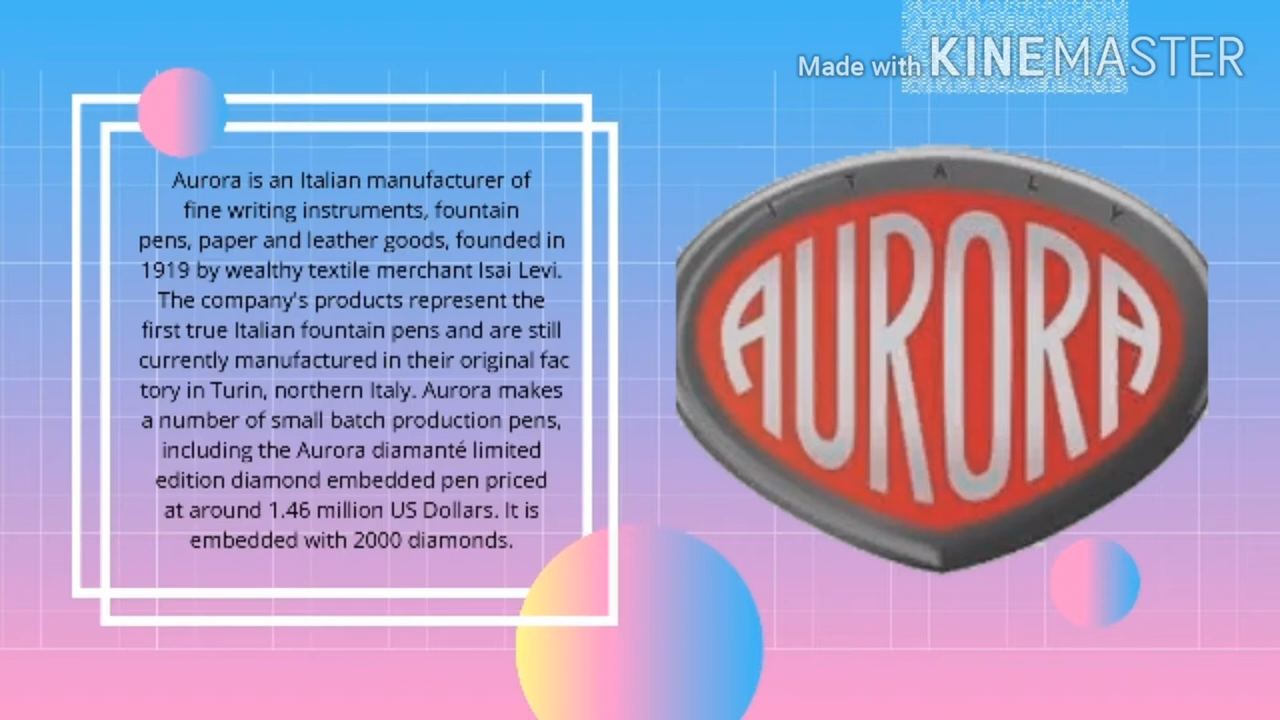 Made with KINEMASTER
Aurora is an Italian manufacturer of
fine writing instruments, fountain
pens, paper and leather goods, founded in
1919 by wealthy textile merchant Isai Levi.
The company's products represent the
first true Italian fountain pens and are still
currently manufactured in their original fac
tory in Turin, northern Italy. Aurora makes
a number of small batch production pens,
including the Aurora diamanté limited
edition diamond embedded pen priced
at around 1.46 million US Dollars. It is
embedded with 2000 diamonds.
ITALY
AURORA